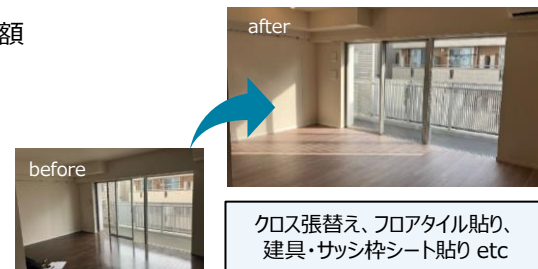 額
after
before
クロス張替え、フロアタイル貼り、
建具・サッシ枠シート貼り etc